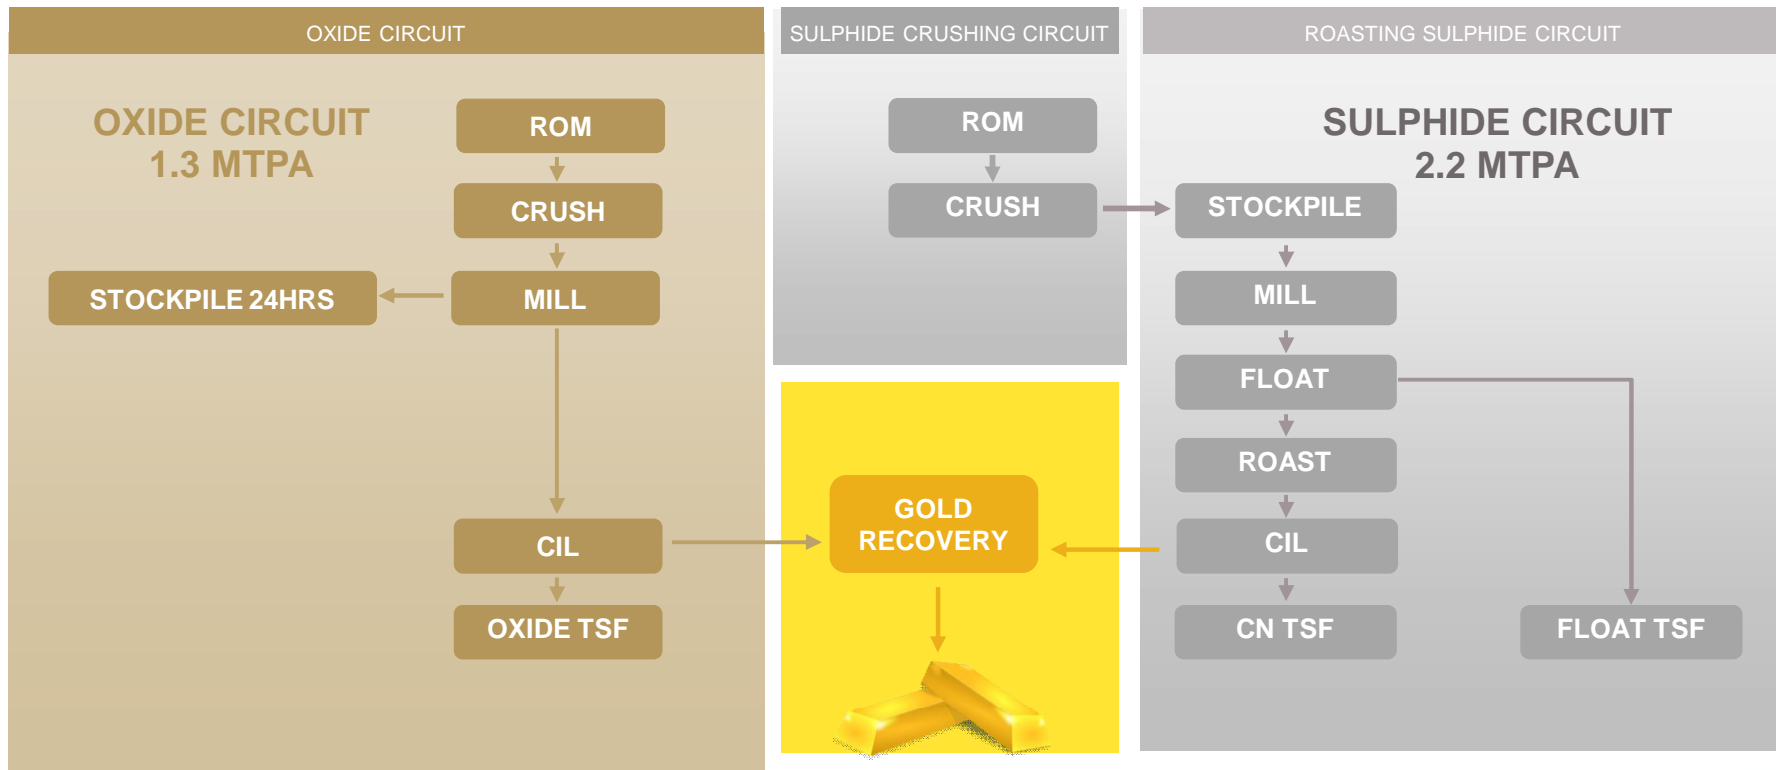 OXIDE CIRCUIT
SULPHIDE CRUSHING CIRCUIT
ROASTING SULPHIDE CIRCUIT
OXIDE CIRCUIT
1.3 MTPA
ROM
CRUSH
MILL
STOCKPILE 24HRS
CIL
OXIDE TSF
ROM
CRUSH
GOLD
RECOVERY
SULPHIDE CIRCUIT
2.2 MTPA
STOCKPILE
MILL
FLOAT
ROAST
CIL
CN TSF
FLOAT TSF